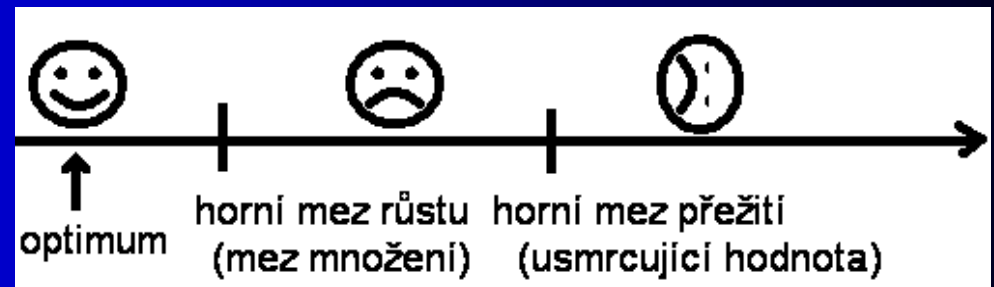 optimum
horní mez růstu
(mez množení)
horní mez přežití
(usmrcující hodnota)